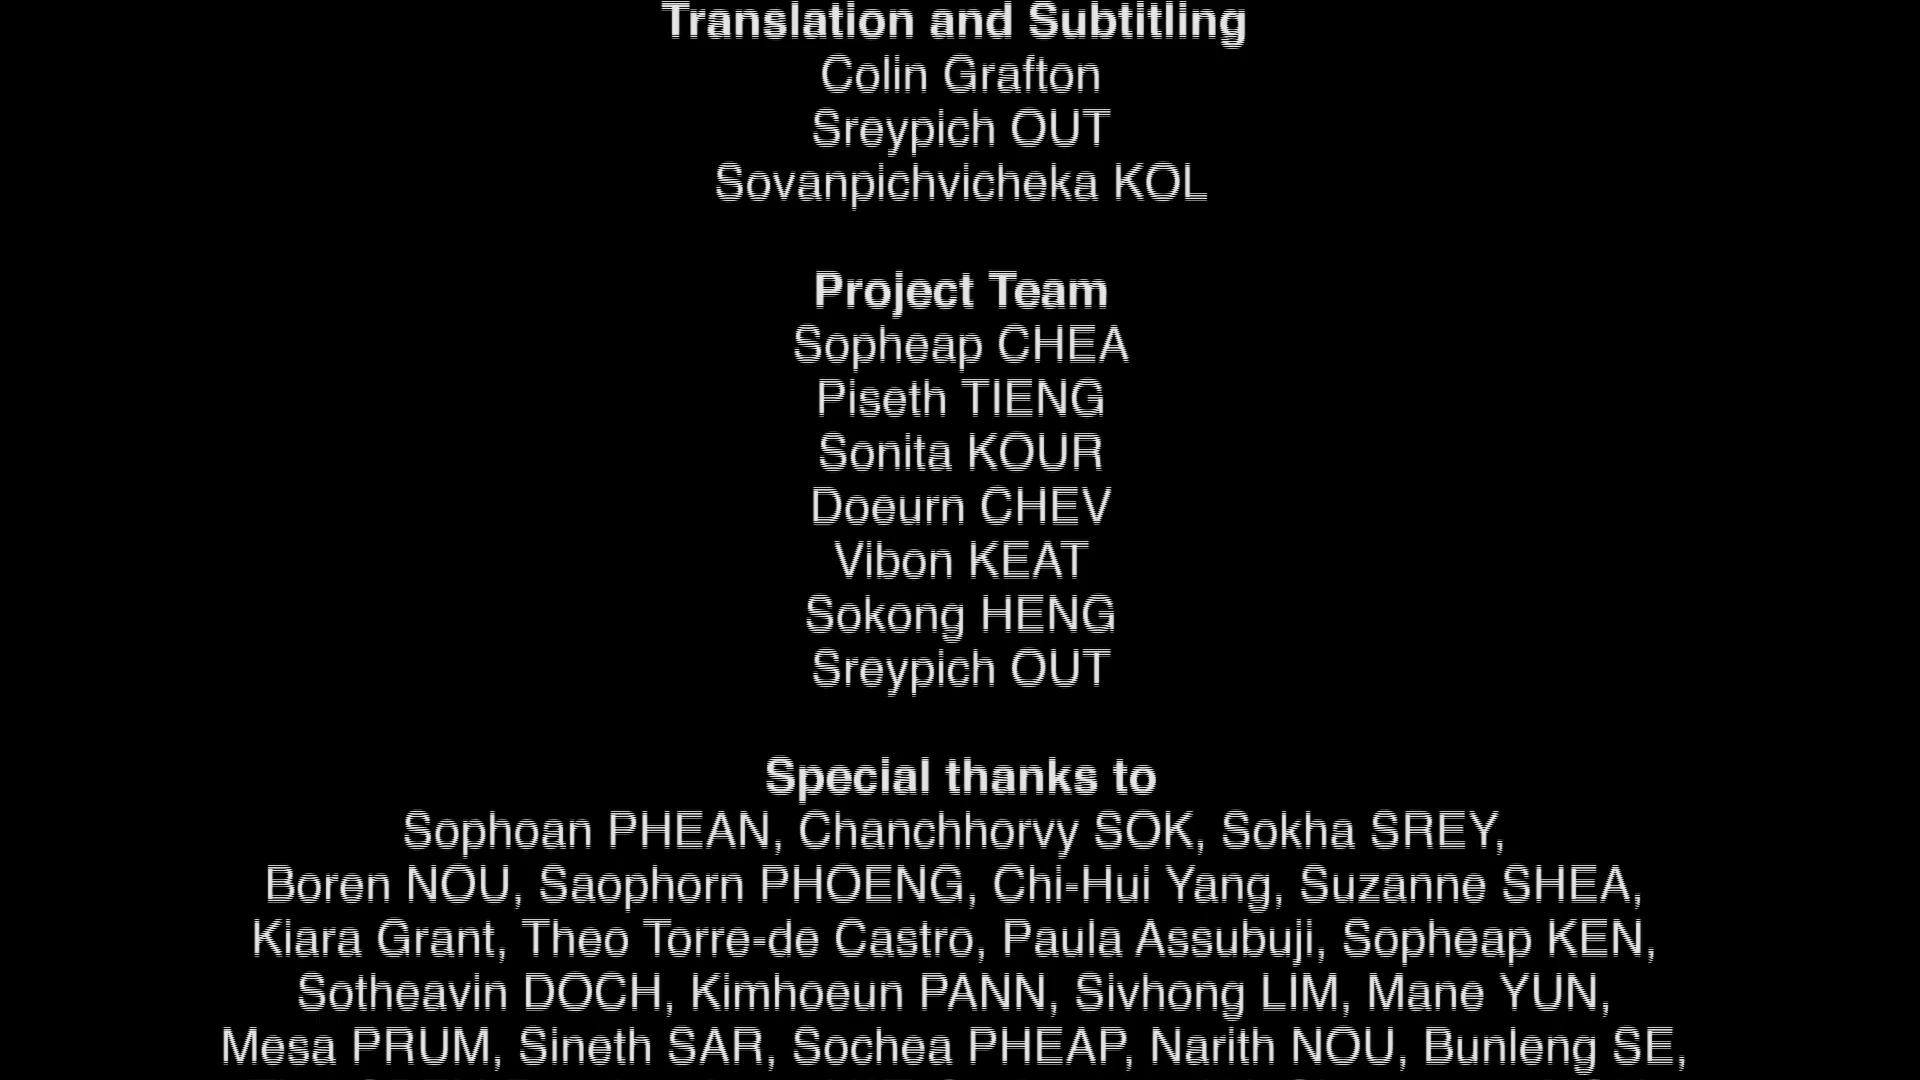 Translation and Subtitling
Colin Grafton
Sreypich OUT
Sovanpichvicheka KOL
Project Team
Sopheap CHEA
Piseth TIENG
Sonita KOUR
Doeurn CHEV
Vibon KEAT
Sokong HENG
Sreypich OUT
Special thanks to
Sophoan PHEAN, Chanchhorvy SOK, Sokha SREY,
Boren NOU, Saophorn PHOENG, Chi-Hui Yang, Suzanne SHEA,
Kiara Grant, Theo Torre-de Castro, Paula Assubuji, Sopheap KEN,
Sotheavin DOCH, Kimhoeun PANN, Sivhong LIM, Mane YUN,
Mesa PRUM, Sineth SAR, Sochea PHEAP, Narith NOU, Bunleng SE,